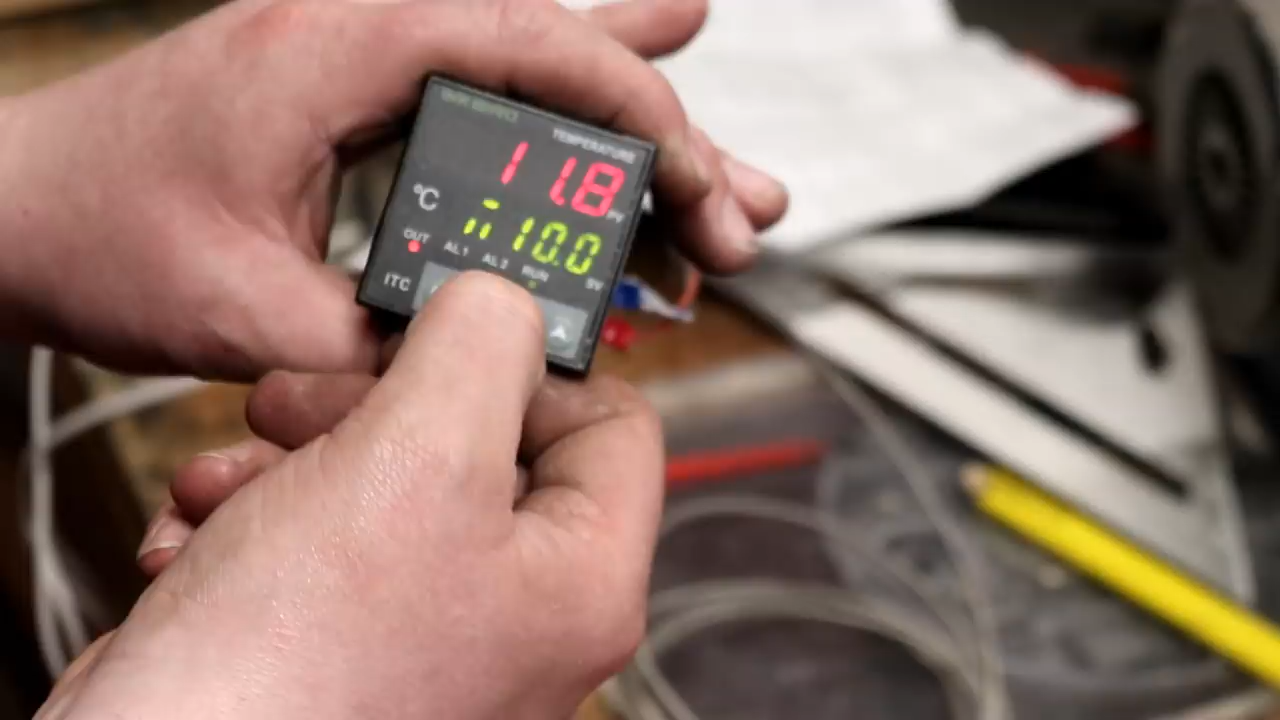 TEMPERATURE
11.8 PV
°C
10.0
OUT AL1 AL2 RUN SV
ITC